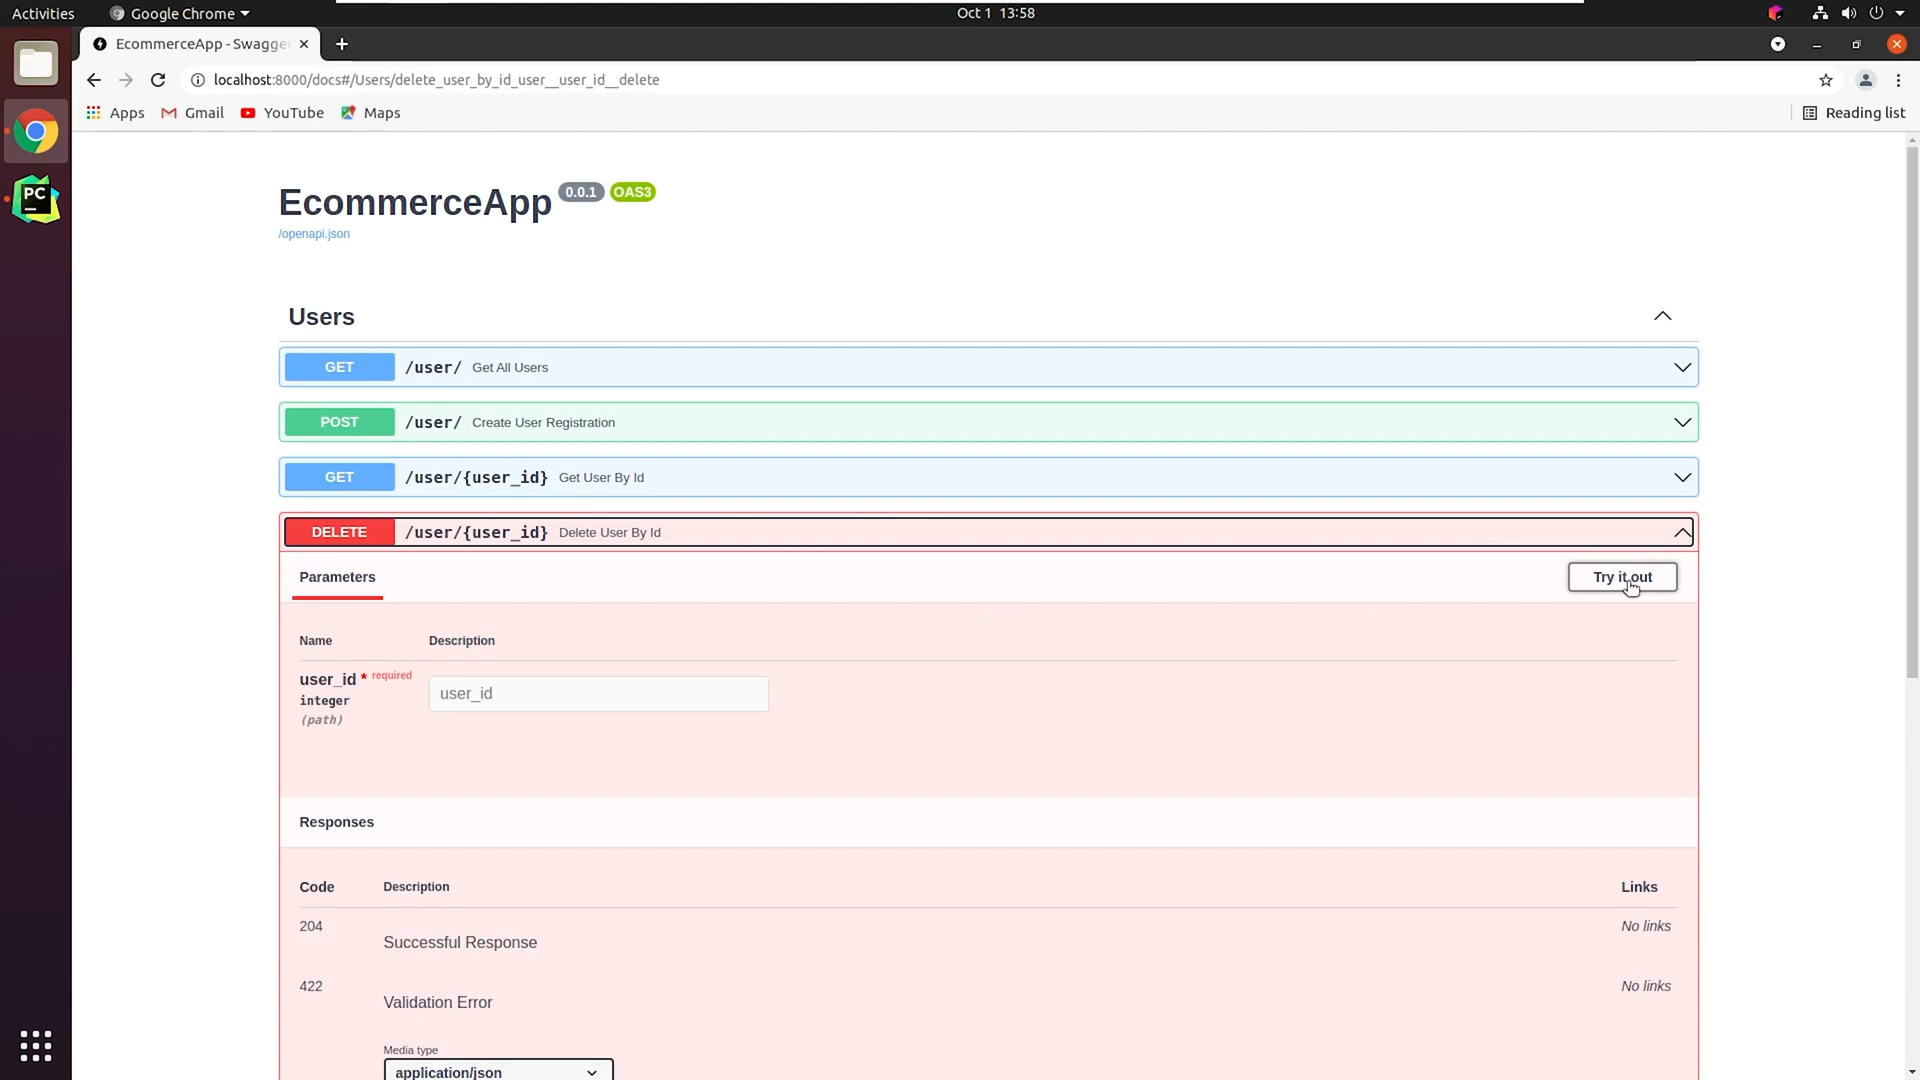 Activities
Google Chrome
Oct 1 13:58
EcommerceApp - Swagge
localhost:8000/docs#/Users/delete_user_by_id_user__user_id__delete
Apps
Gmail
YouTube
Maps
Reading list
PC
EcommerceApp 0.0.1 OAS3
/openapi.json
Users
GET /user/ Get All Users
POST /user/ Create User Registration
GET /user/{user_id} Get User By Id
DELETE /user/{user_id} Delete User By Id
Parameters
Try it out
Name Description
user_id * required
integer
(path)
user_id
Responses
Code Description Links
204 Successful Response No links
422 Validation Error No links
Media type
application/json